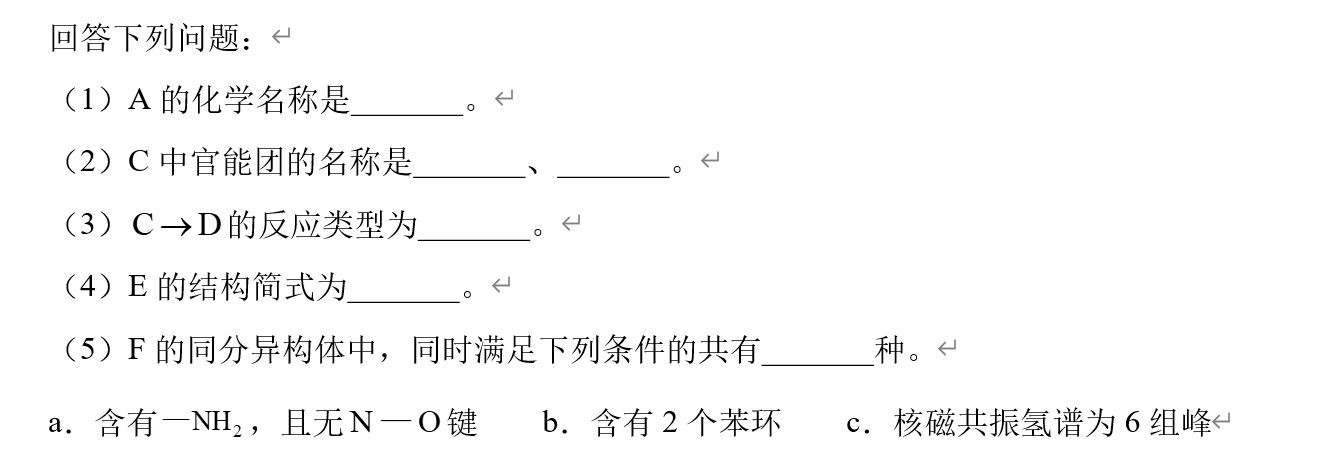 回答下列问题：↵
（1）A 的化学名称是_______。↵
（2）C 中官能团的名称是_______、_______。↵
（3）C→D的反应类型为_______。↵
（4）E 的结构简式为_______。↵
（5）F 的同分异构体中，同时满足下列条件的共有_______种。↵
a．含有—NH₂，且无N—O键 b．含有 2 个苯环 c．核磁共振氢谱为 6 组峰↵